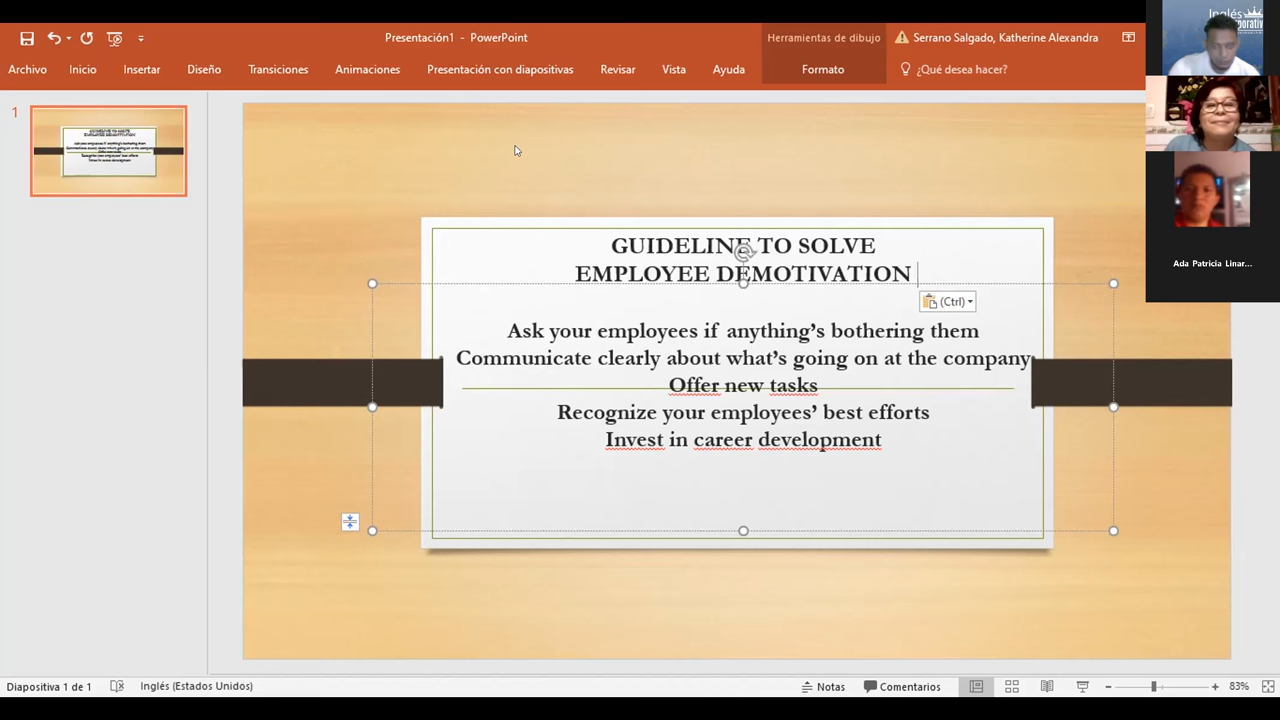 Presentación1 - PowerPoint
Herramientas de dibujo
Serrano Salgado, Katherine Alexandra
Archivo
Inicio
Insertar
Diseño
Transiciones
Animaciones
Presentación con diapositivas
Revisar
Vista
Ayuda
Formato
¿Qué desea hacer?
Inglés
1
GUIDELINE TO SOLVE
EMPLOYEE DEMOTIVATION
(Ctrl)
Ask your employees if anything’s bothering them
Communicate clearly about what’s going on at the company
Offer new tasks
Recognize your employees’ best efforts
Invest in career development
Ada Patricia Linar...
Diapositiva 1 de 1
Inglés (Estados Unidos)
Notas
Comentarios
83%